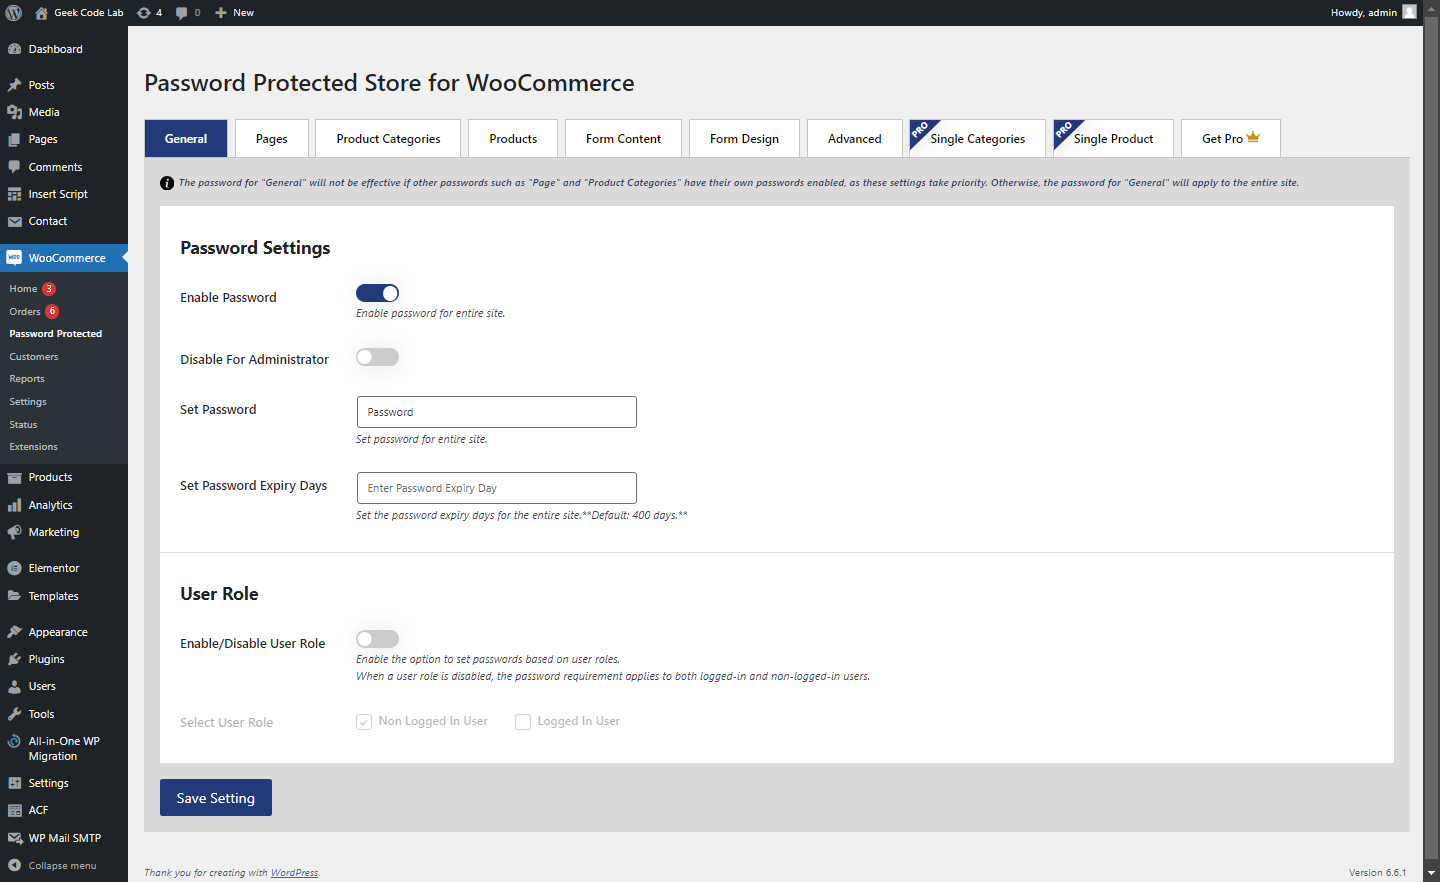 Geek Code Lab 4 0 New Howdy, admin
Dashboard
Posts
Media
Pages
Comments
Insert Script
Contact
WooCommerce
Home 3
Orders 6
Password Protected
Customers
Reports
Settings
Status
Extensions
Products
Analytics
Marketing
Elementor
Templates
Appearance
Plugins
Users
Tools
All-in-One WP
Migration
Settings
ACF
WP Mail SMTP
Collapse menu
Password Protected Store for WooCommerce
General Pages Product Categories Products Form Content Form Design Advanced PRO Single Categories PRO Single Product Get Pro
The password for "General" will not be effective if other passwords such as "Page" and "Product Categories" have their own passwords enabled, as these settings take priority. Otherwise, the password for "General" will apply to the entire site.
Password Settings
Enable Password
Enable password for entire site.
Disable For Administrator
Set Password Password
Set password for entire site.
Set Password Expiry Days Enter Password Expiry Day
Set the password expiry days for the entire site.**Default: 400 days.**
User Role
Enable/Disable User Role
Enable the option to set passwords based on user roles.
When a user role is disabled, the password requirement applies to both logged-in and non-logged-in users.
Select User Role Non Logged In User Logged In User
Save Setting
Thank you for creating with WordPress. Version 6.6.1